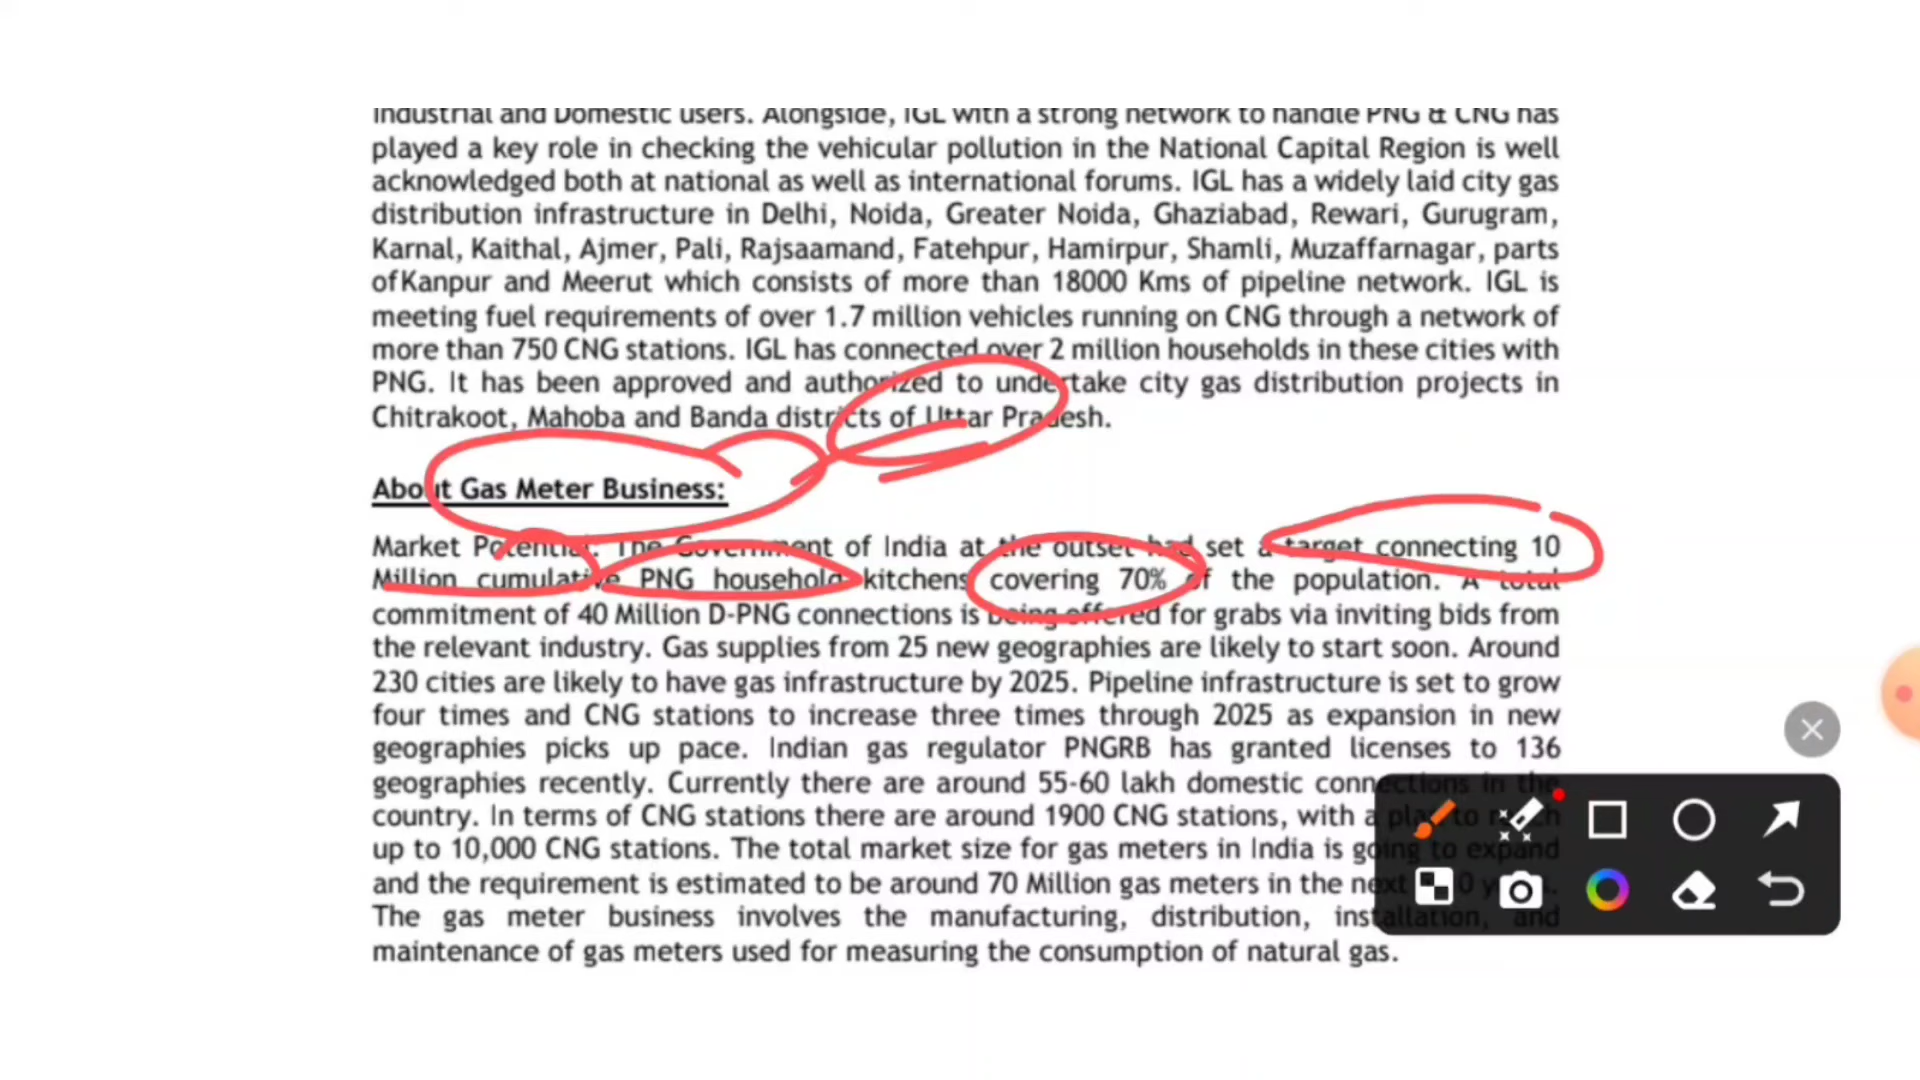 Industrial and Domestic users. Alongside, IGL with a strong network to handle PNG & CNG has
played a key role in checking the vehicular pollution in the National Capital Region is well
acknowledged both at national as well as international forums. IGL has a widely laid city gas
distribution infrastructure in Delhi, Noida, Greater Noida, Ghaziabad, Rewari, Gurugram,
Karnal, Kaithal, Ajmer, Pali, Rajsaamand, Fatehpur, Hamirpur, Shamli, Muzaffarnagar, parts
ofKanpur and Meerut which consists of more than 18000 Kms of pipeline network. IGL is
meeting fuel requirements of over 1.7 million vehicles running on CNG through a network of
more than 750 CNG stations. IGL has connected over 2 million households in these cities with
PNG. It has been approved and authorized to undertake city gas distribution projects in
Chitrakoot, Mahoba and Banda districts of Uttar Pradesh.
About Gas Meter Business:
Market Potential: The Government of India at the outset had set a target connecting 10
Million cumulative PNG household kitchens covering 70% of the population. A total
commitment of 40 Million D-PNG connections is being offered for grabs via inviting bids from
the relevant industry. Gas supplies from 25 new geographies are likely to start soon. Around
230 cities are likely to have gas infrastructure by 2025. Pipeline infrastructure is set to grow
four times and CNG stations to increase three times through 2025 as expansion in new
geographies picks up pace. Indian gas regulator PNGRB has granted licenses to 136
geographies recently. Currently there are around 55-60 lakh domestic connections in the
country. In terms of CNG stations there are around 1900 CNG stations, with a plan to reach
up to 10,000 CNG stations. The total market size for gas meters in India is going to expand
and the requirement is estimated to be around 70 Million gas meters in the next
The gas meter business involves the manufacturing, distribution, installation, and
maintenance of gas meters used for measuring the consumption of natural gas.